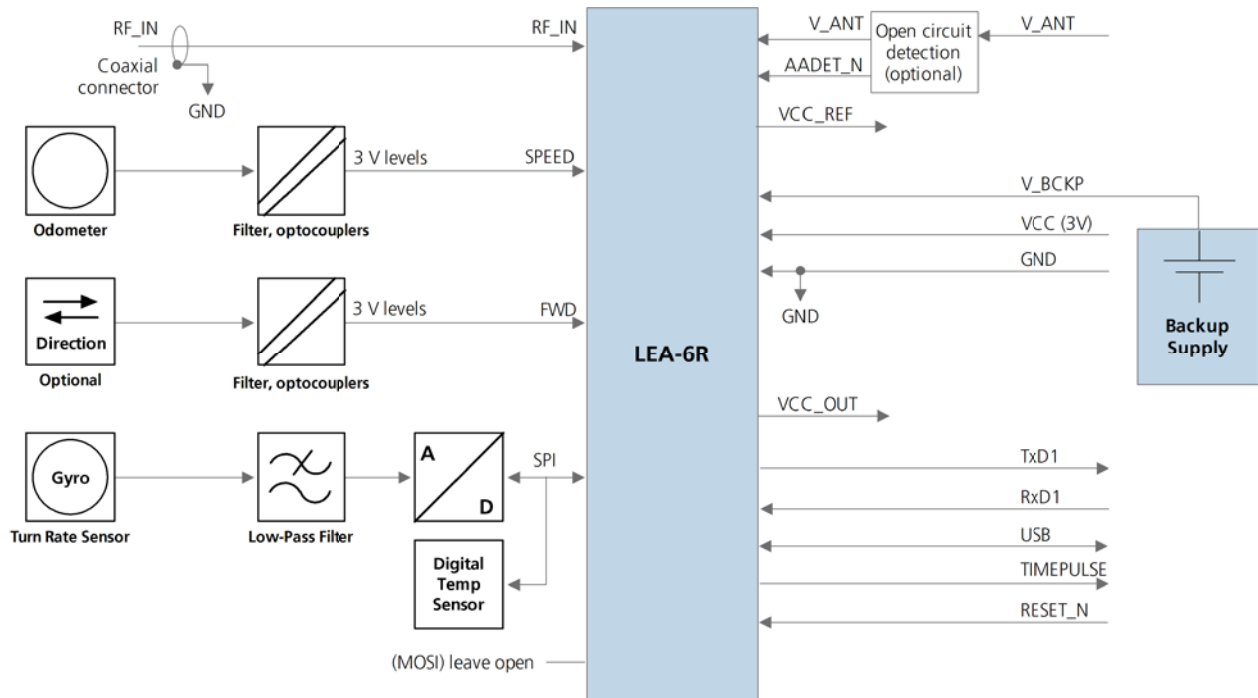 RF_IN
RF_IN
Coaxial
connector
GND
3 V levels
SPEED
Odometer
Filter, optocouplers
Direction
3 V levels
FWD
Optional
Filter, optocouplers
Gyro
A
D
SPI
Turn Rate Sensor
Low-Pass Filter
Digital
Temp
Sensor
(MOSI) leave open
LEA-6R
V_ANT
Open circuit
detection
(optional)
V_ANT
AADET_N
VCC_REF
V_BCKP
VCC (3V)
GND
GND
Backup
Supply
VCC_OUT
TxD1
RxD1
USB
TIMEPULSE
RESET_N